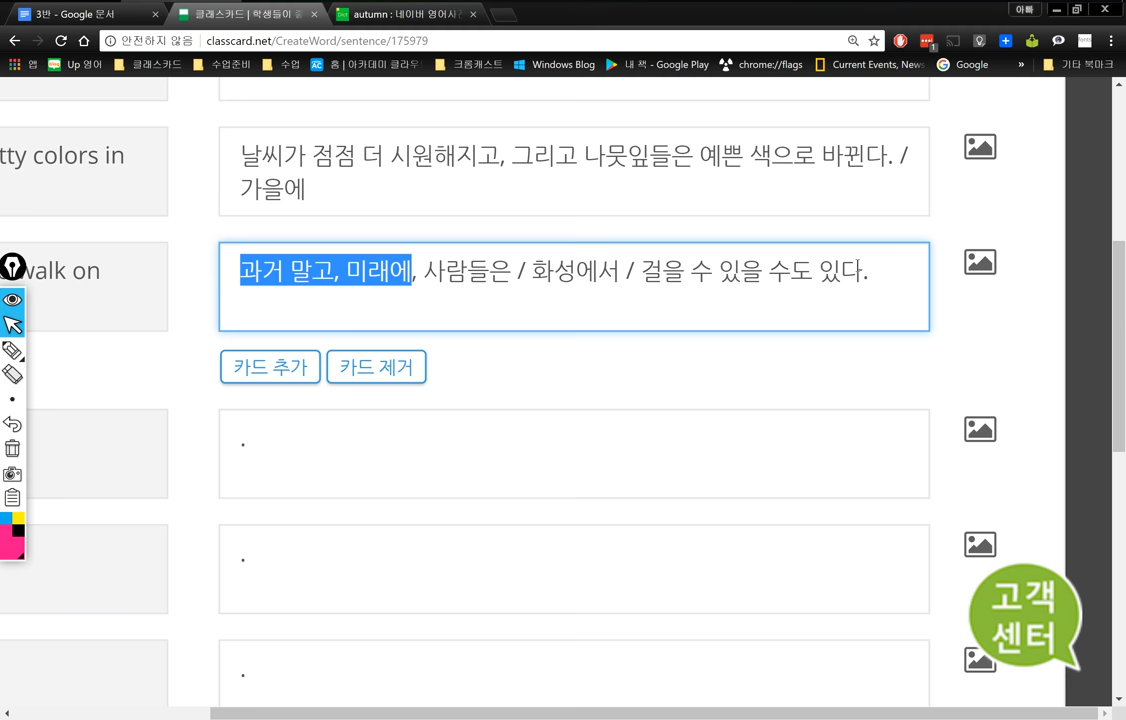 3반 - Google 문서
클래스카드 | 학생들이 줄
autumn : 네이버 영어사전
아빠
안전하지 않음 classcard.net/CreateWord/sentence/175979
앱 Up 영어 클래스카드 수업준비 수업 홈 | 아카데미 클라우 크롬캐스트 Windows Blog 내 책 - Google Play chrome://flags Current Events, News Google » 기타 북마크
tty colors in
날씨가 점점 더 시원해지고, 그리고 나뭇잎들은 예쁜 색으로 바뀐다. /
가을에
walk on
과거 말고, 미래에, 사람들은 / 화성에서 / 걸을 수 있을 수도 있다.
카드 추가
카드 제거
.
.
.
고객
센터